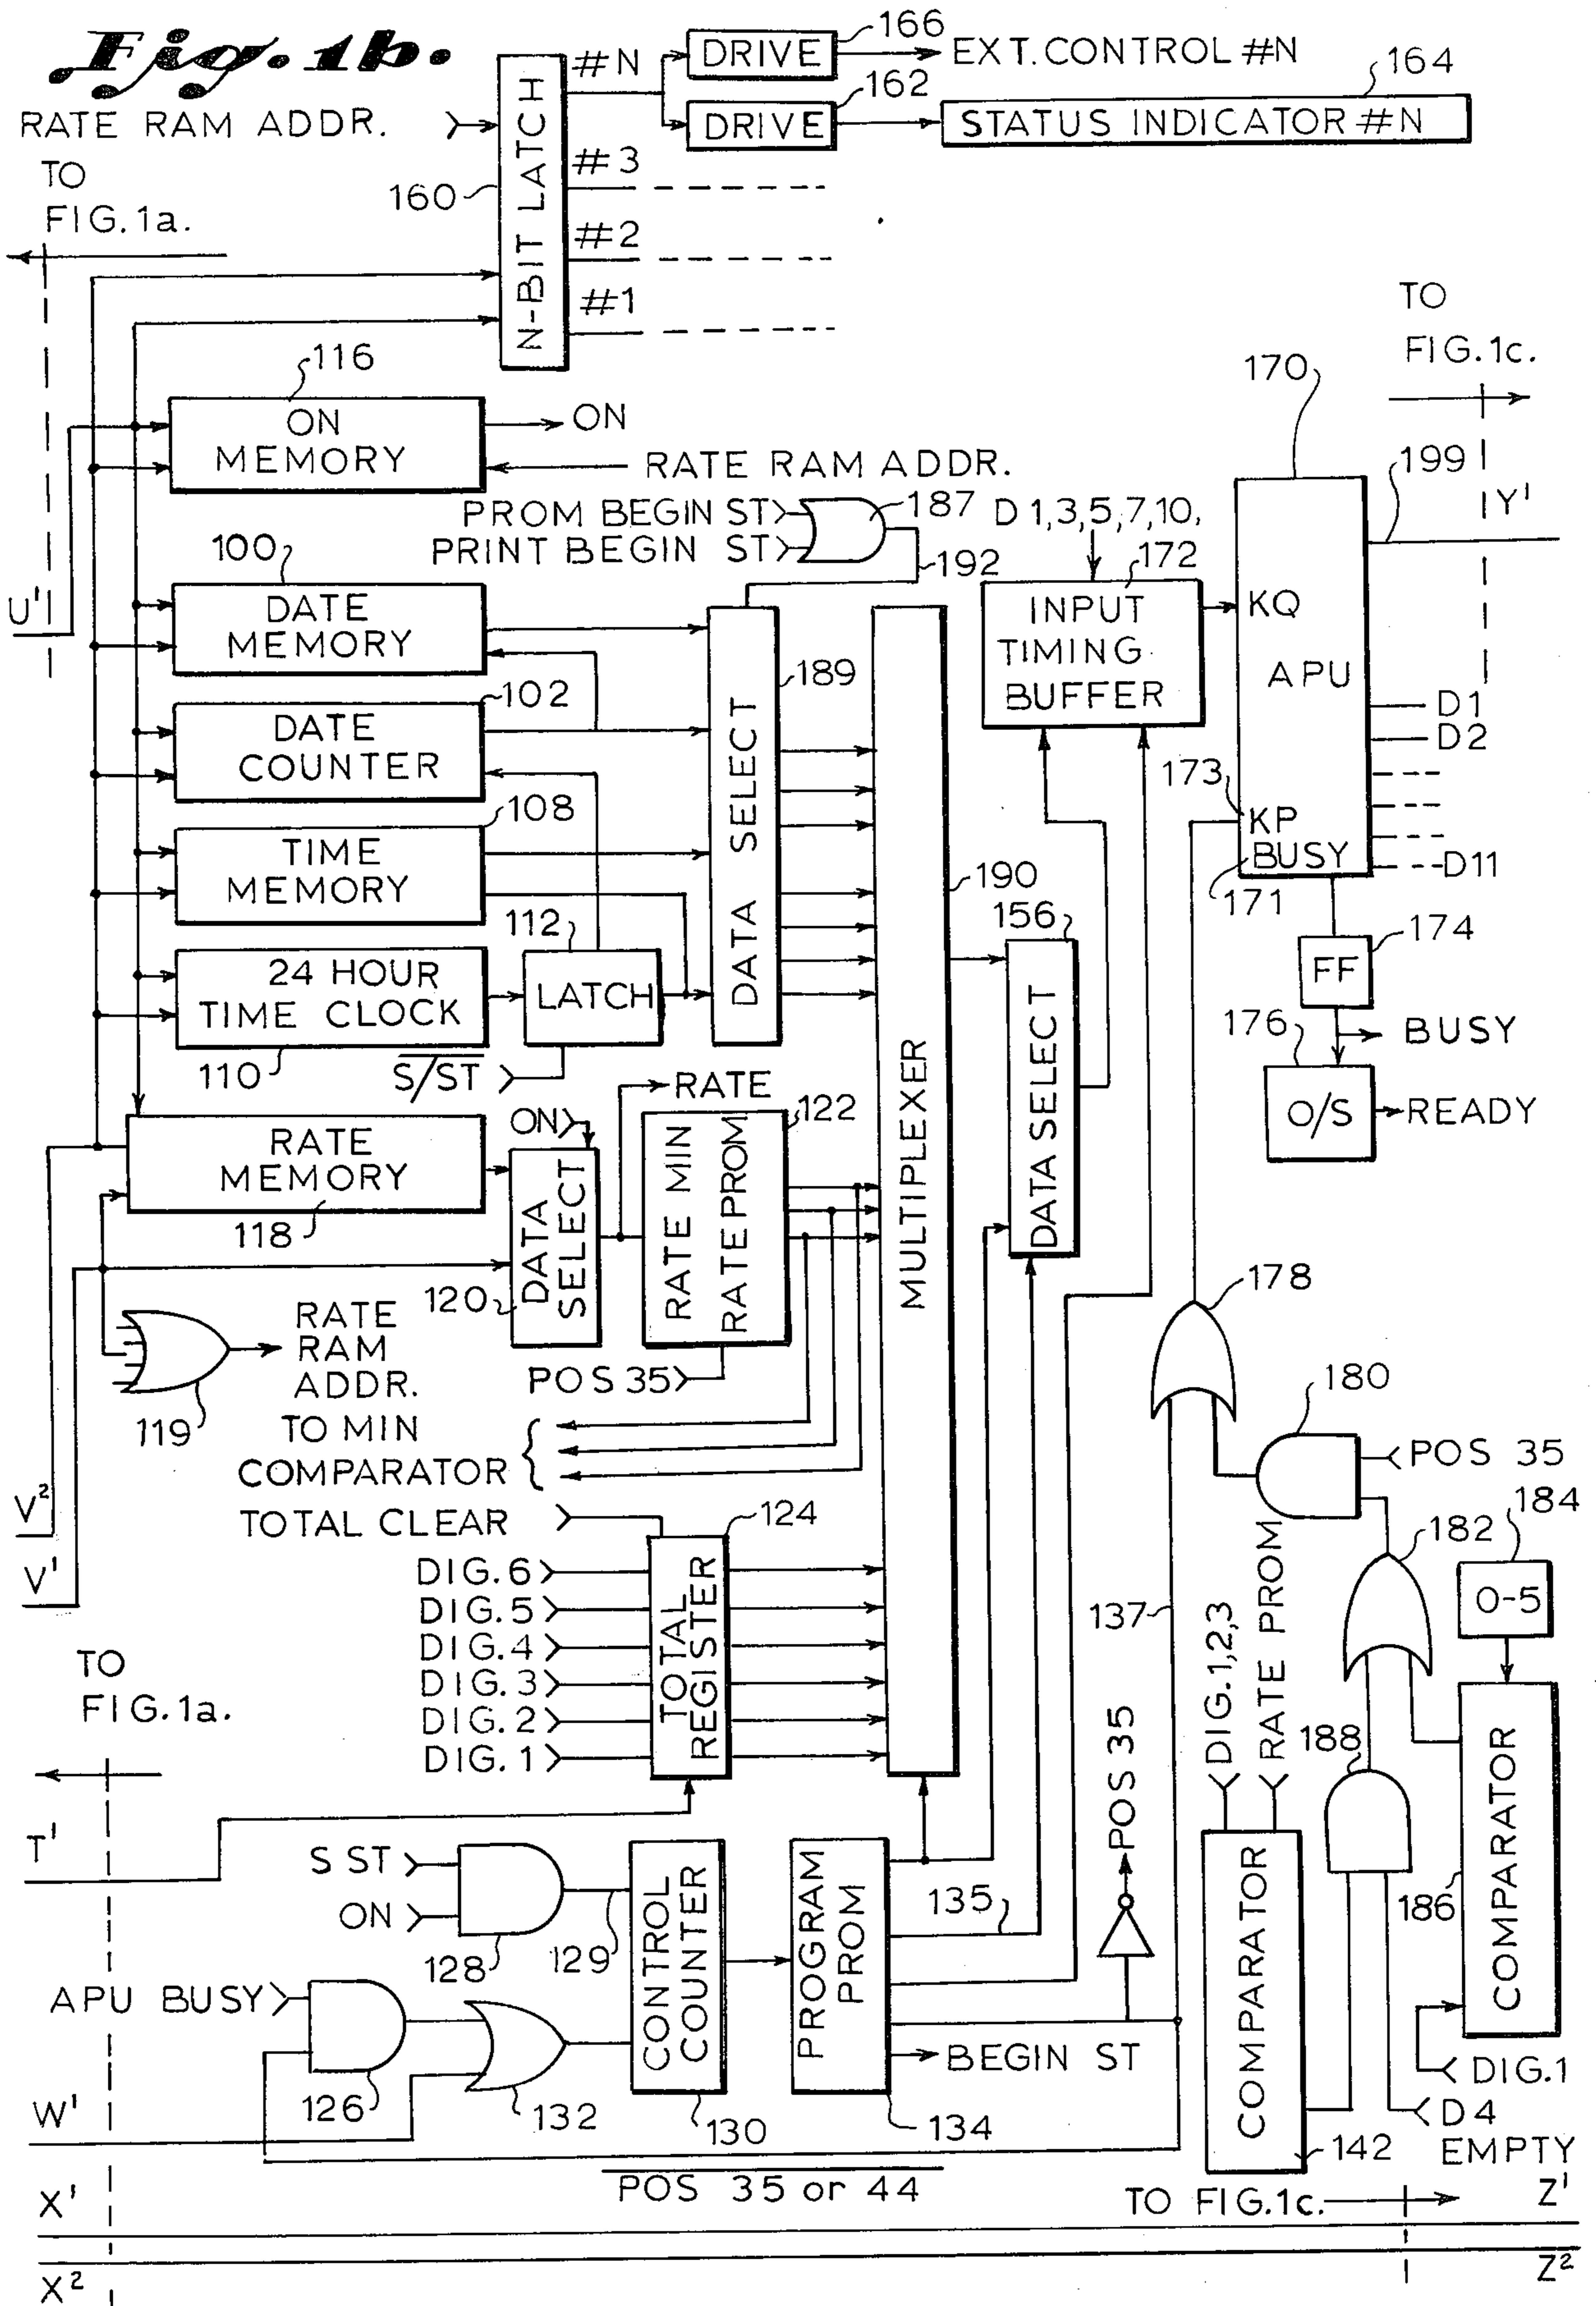 Fig. 1b.
166
DRIVE
EXT. CONTROL #N
#N
164
162
DRIVE
STATUS INDICATOR #N
RATE RAM ADDR.
N-BIT LATCH
160
#3
#2
#1
TO
FIG.1a.
TO
FIG.1c.
116
ON
MEMORY
ON
RATE RAM ADDR.
170
199
Y'
PROM BEGIN ST
PRINT BEGIN ST
187
192
D 1,3,5,7,10,
172
INPUT
TIMING
BUFFER
KQ
APU
U'
100
DATE
MEMORY
102
DATE
COUNTER
189
DATA SELECT
D1
D2
173
KP
BUSY
171
D11
108
TIME
MEMORY
190
156
112
24 HOUR
TIME CLOCK
110
LATCH
S/ST
174
FF
176
BUSY
O/S
READY
RATE
122
ON
RATE
MEMORY
118
DATA
SELECT
120
RATE MIN
RATE PROM
MULTIPLEXER
DATA SELECT
178
RATE
RAM
ADDR.
119
POS 35
TO MIN
COMPARATOR
180
POS 35
V²
V'
TOTAL CLEAR
124
184
182
0-5
DIG. 6
DIG. 5
DIG. 4
DIG. 3
DIG. 2
DIG. 1
TOTAL
REGISTER
137
DIG. 1,2,3
RATE PROM
TO
FIG.1a.
POS 35
188
T'
S ST
ON
128
129
CONTROL
COUNTER
PROGRAM
PROM
135
COMPARATOR
186
COMPARATOR
APU BUSY
126
132
130
134
BEGIN ST
DIG.1
D4
EMPTY
142
W'
POS 35 or 44
X'
TO FIG.1c.
Z'
X²
Z²